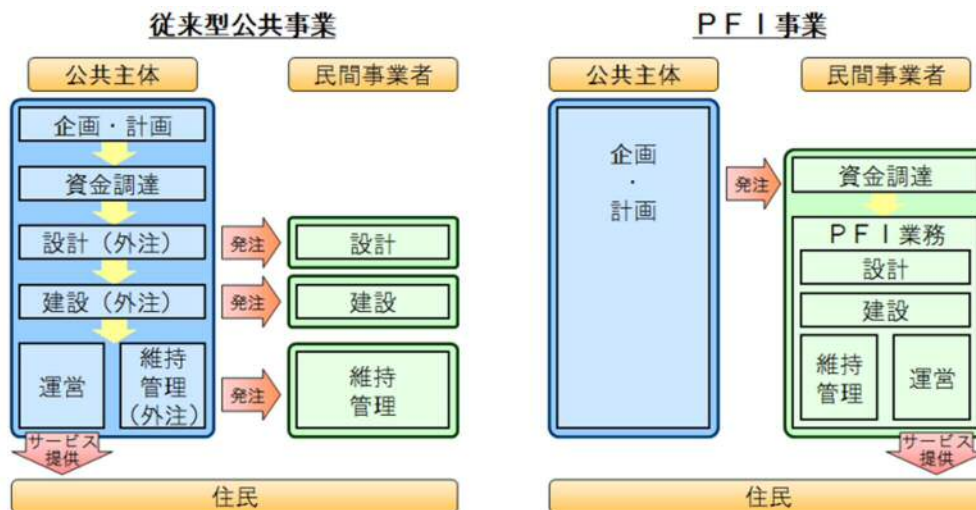 従来型公共事業
公共主体
民間事業者
企画・計画
資金調達
設計（外注）
発注
設計
建設（外注）
発注
建設
運営
維持
管理
（外注）
発注
維持
管理
サービス
提供
住民
ＰＦＩ事業
公共主体
民間事業者
企画
・
計画
発注
資金調達
ＰＦＩ業務
設計
建設
維持
管理
運営
サービス
提供
住民